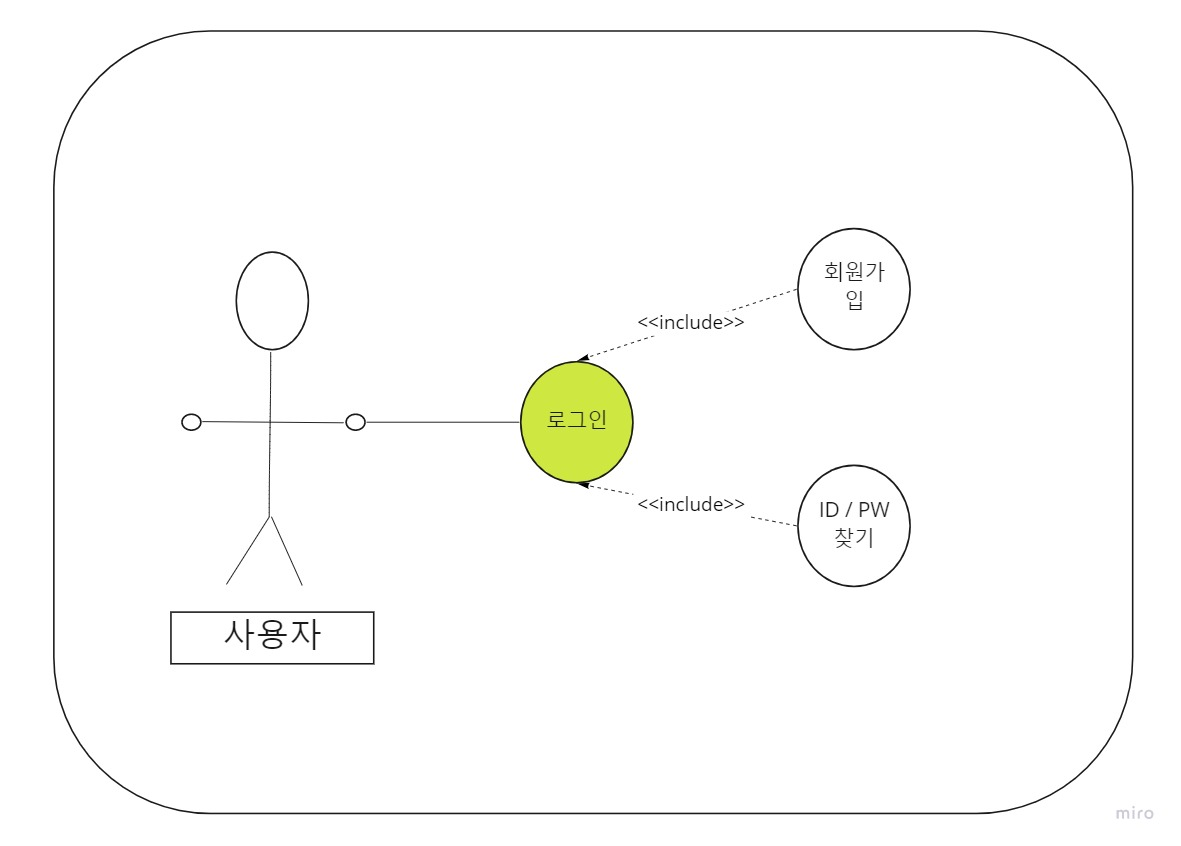 회원가
입
<<include>>
로그인
<<include>>
ID / PW
찾기
사용자
miro